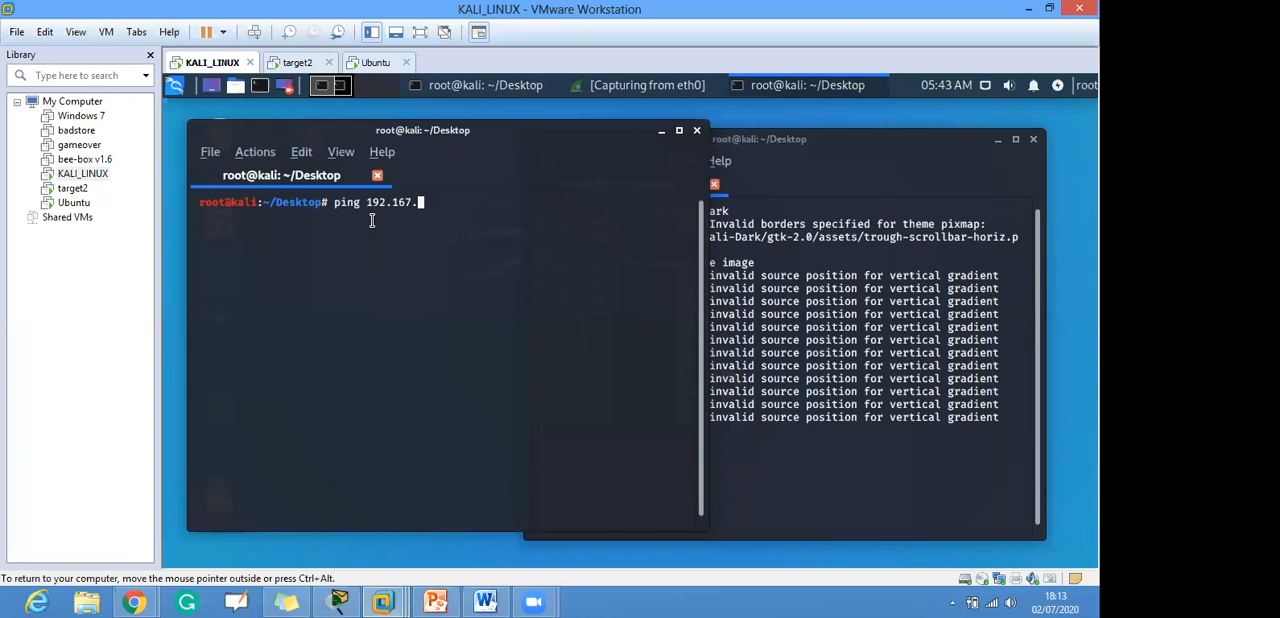 KALI_LINUX - VMware Workstation
File Edit View VM Tabs Help
Library
Type here to search
My Computer
Windows 7
badstore
gameover
bee-box v1.6
KALI_LINUX
target2
Ubuntu
Shared VMs
KALI_LINUX target2 Ubuntu
root@kali: ~/Desktop [Capturing from eth0] root@kali: ~/Desktop 05:43 AM root
root@kali: ~/Desktop
File Actions Edit View Help
root@kali: ~/Desktop
root@kali:~/Desktop# ping 192.167.
root@kali: ~/Desktop
Help
ark
Invalid borders specified for theme pixmap:
ali-Dark/gtk-2.0/assets/trough-scrollbar-horiz.p
e image
invalid source position for vertical gradient
invalid source position for vertical gradient
invalid source position for vertical gradient
invalid source position for vertical gradient
invalid source position for vertical gradient
invalid source position for vertical gradient
invalid source position for vertical gradient
invalid source position for vertical gradient
invalid source position for vertical gradient
invalid source position for vertical gradient
invalid source position for vertical gradient
invalid source position for vertical gradient
To return to your computer, move the mouse pointer outside or press Ctrl+Alt.
18:13
02/07/2020